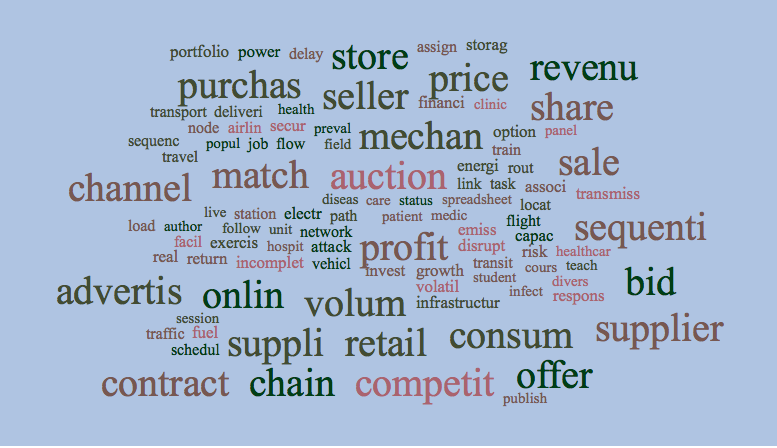 portfolio power delay store assign storag
purchas seller price revenu
transport deliveri health financi clinic share
node airlin secur preval mechan option panel
sequenc popul job flow field train
travel channel match auction energi rout sale
link task associ transmiss
diseas care status spreadsheet locat
live station electr path patient medic flight sequenti
load author follow unit network emiss capac
facil exercis hospit attack profit disrupt risk healthcar
real return incomplet vehicl invest growth transit cours teach
advertis onlin volum volatil student infect divers respons bid
infrastructur
session
traffic fuel suppli retail consum supplier
schedul
contract chain competit offer
publish